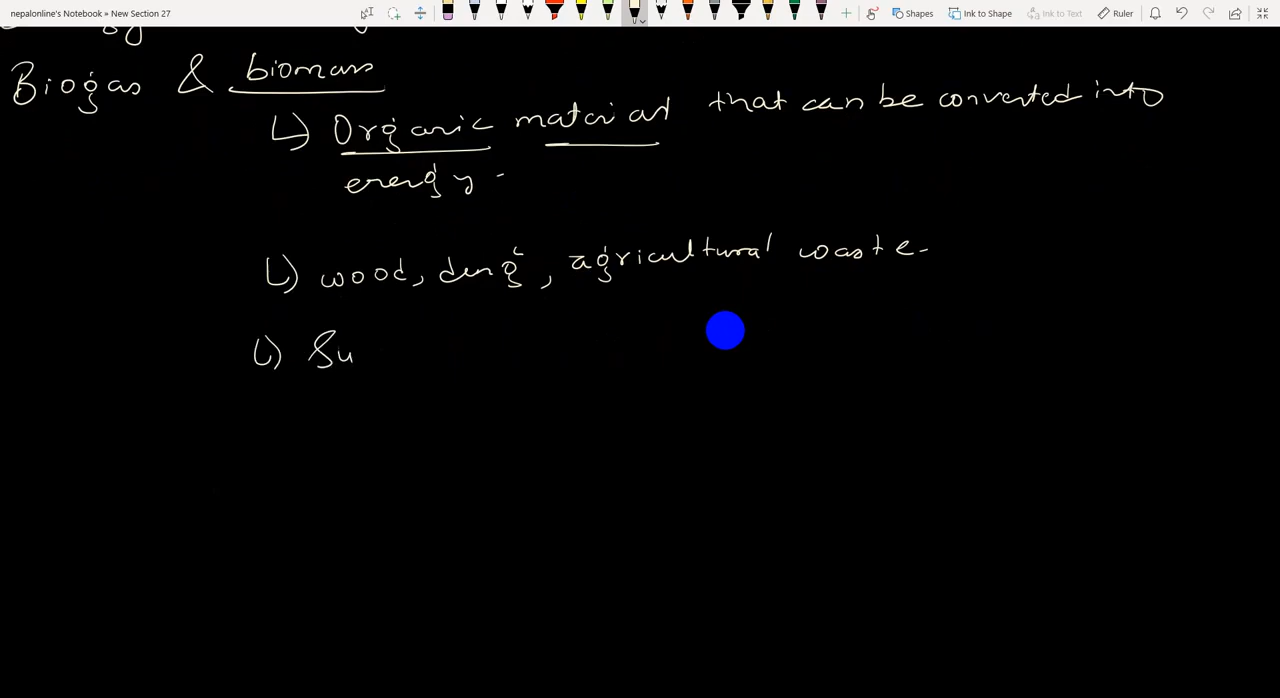 nepalonline's Notebook » New Section 27
Shapes Ink to Shape Ink to Text Ruler
Biogas & biomass
Organic material that can be converted into
energy.
wood, dung, agricultural waste.
Su